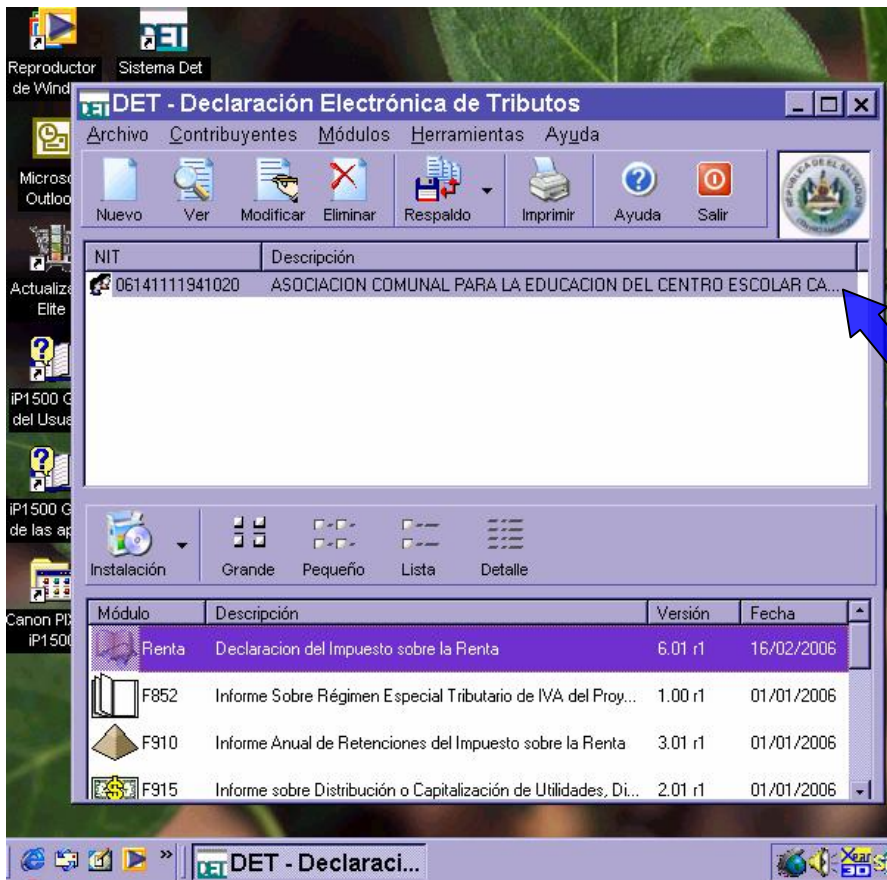 Reproductor
de Wind
Sistema Det
Microso
Outloo
Actualiza
Elite
iP1500 G
del Usua
iP1500 G
de las ap
Canon PI
iP1500
DET - Declaración Electrónica de Tributos
Archivo Contribuyentes Módulos Herramientas Ayuda
Nuevo Ver Modificar Eliminar Respaldo Imprimir Ayuda Salir
NIT Descripción
06141111941020 ASOCIACION COMUNAL PARA LA EDUCACION DEL CENTRO ESCOLAR CA...
Instalación Grande Pequeño Lista Detalle
Módulo Descripción Versión Fecha
Renta Declaracion del Impuesto sobre la Renta 6.01 r1 16/02/2006
F852 Informe Sobre Régimen Especial Tributario de IVA del Proy... 1.00 r1 01/01/2006
F910 Informe Anual de Retenciones del Impuesto sobre la Renta 3.01 r1 01/01/2006
F915 Informe sobre Distribución o Capitalización de Utilidades, Di... 2.01 r1 01/01/2006
» DET DET - Declaraci...
Xear
3D